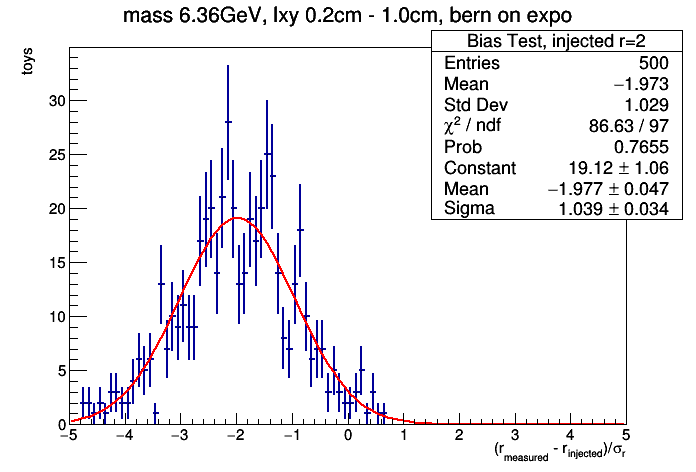 mass 6.36GeV, lxy 0.2cm - 1.0cm, bern on expo
toys
Bias Test, injected r=2
Entries 500
Mean −1.973
Std Dev 1.029
χ² / ndf 86.63 / 97
Prob 0.7655
Constant 19.12 ± 1.06
Mean −1.977 ± 0.047
Sigma 1.039 ± 0.034
30
25
20
15
10
5
0
−5 −4 −3 −2 −1 0 1 2 3 4 5
(r_measured - r_injected)/σ_r